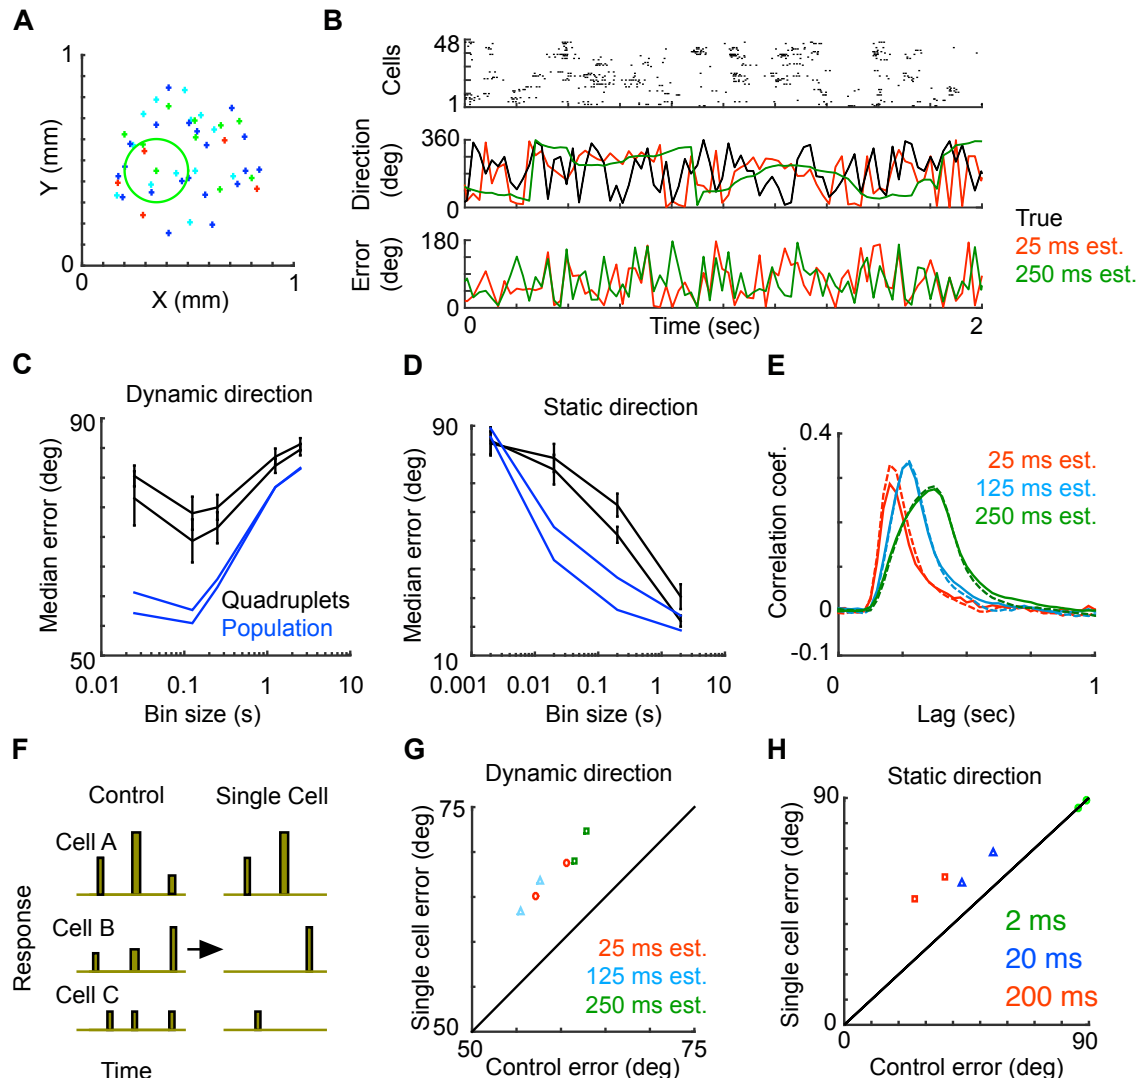 A
1
Y (mm)
0
0
1
X (mm)
B
48
Cells
1
360
Direction
(deg)
0
180
Error
(deg)
0
0
Time (sec)
2
True
25 ms est.
250 ms est.
C
Dynamic direction
90
Median error (deg)
50
Quadruplets
Population
0.01
0.1
1
10
Bin size (s)
D
Static direction
90
Median error (deg)
10
0.001
0.01
0.1
1
10
Bin size (s)
E
0.4
Correlation coef.
0
-0.1
25 ms est.
125 ms est.
250 ms est.
0
1
Lag (sec)
F
Control
Single Cell
Cell A
Cell B
Cell C
Response
Time
G
Dynamic direction
75
Single cell error (deg)
50
25 ms est.
125 ms est.
250 ms est.
50
75
Control error (deg)
H
Static direction
90
Single cell error (deg)
0
2 ms
20 ms
200 ms
0
90
Control error (deg)